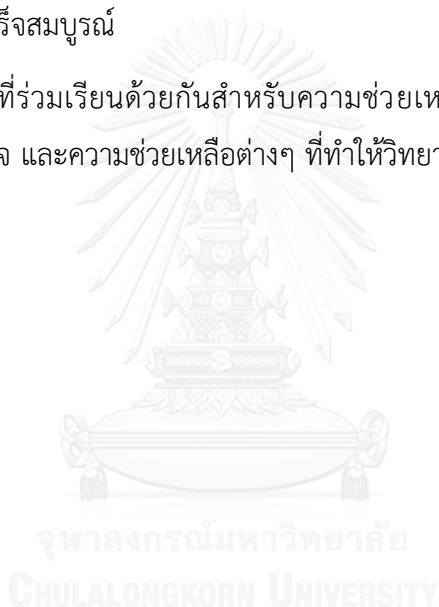 ร็จสมบูรณ์
ที่ร่วมเรียนด้วยกันสำหรับความช่วยเห
จ และความช่วยเหลือต่างๆ ที่ทำให้วิทยา
จุฬาลงกรณ์มหาวิทยาลัย
CHULALONGKORN UNIVERSITY